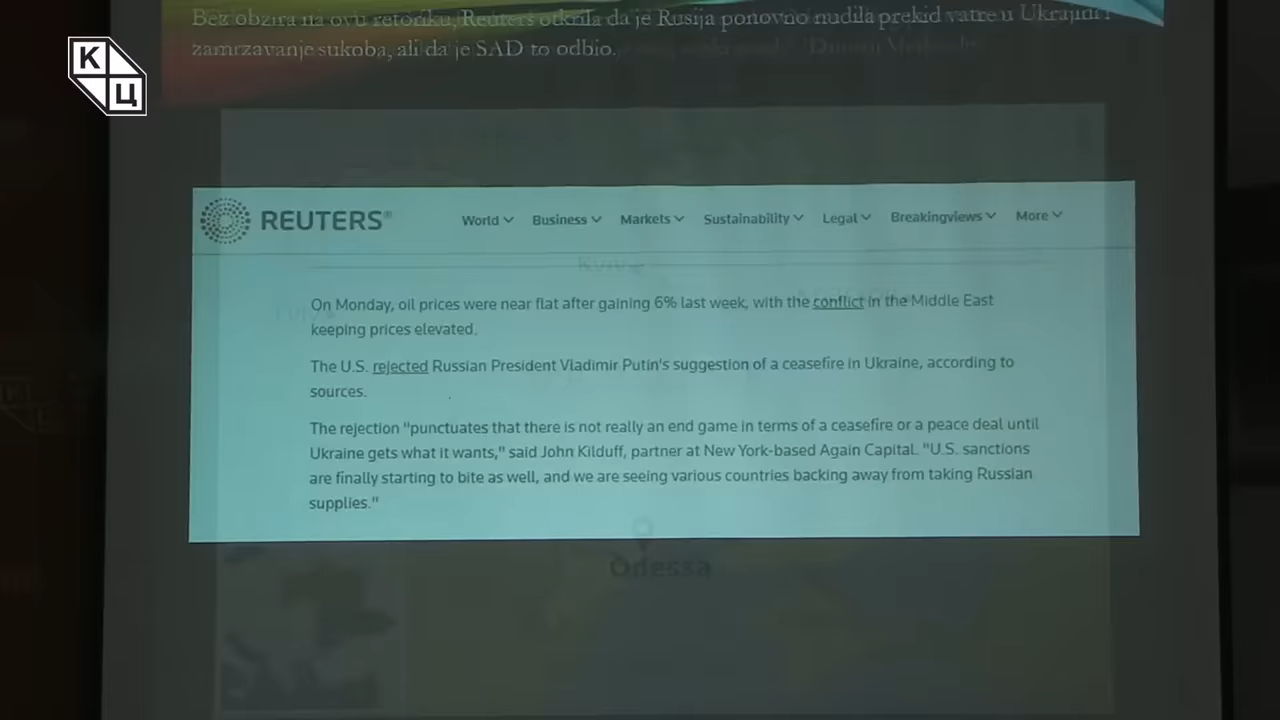 Bez obzira na ovu retoriku, Reuters otkrila da je Rusija ponovno nudila prekid vatre u Ukrajini i
zamrzavanje sukoba, ali da je SAD to odbio.
К
Ц
REUTERS
World Business Markets Sustainability Legal Breakingviews More
On Monday, oil prices were near flat after gaining 6% last week, with the conflict in the Middle East
keeping prices elevated.
The U.S. rejected Russian President Vladimir Putin's suggestion of a ceasefire in Ukraine, according to
sources.
The rejection "punctuates that there is not really an end game in terms of a ceasefire or a peace deal until
Ukraine gets what it wants," said John Kilduff, partner at New York-based Again Capital. "U.S. sanctions
are finally starting to bite as well, and we are seeing various countries backing away from taking Russian
supplies."
Odessa